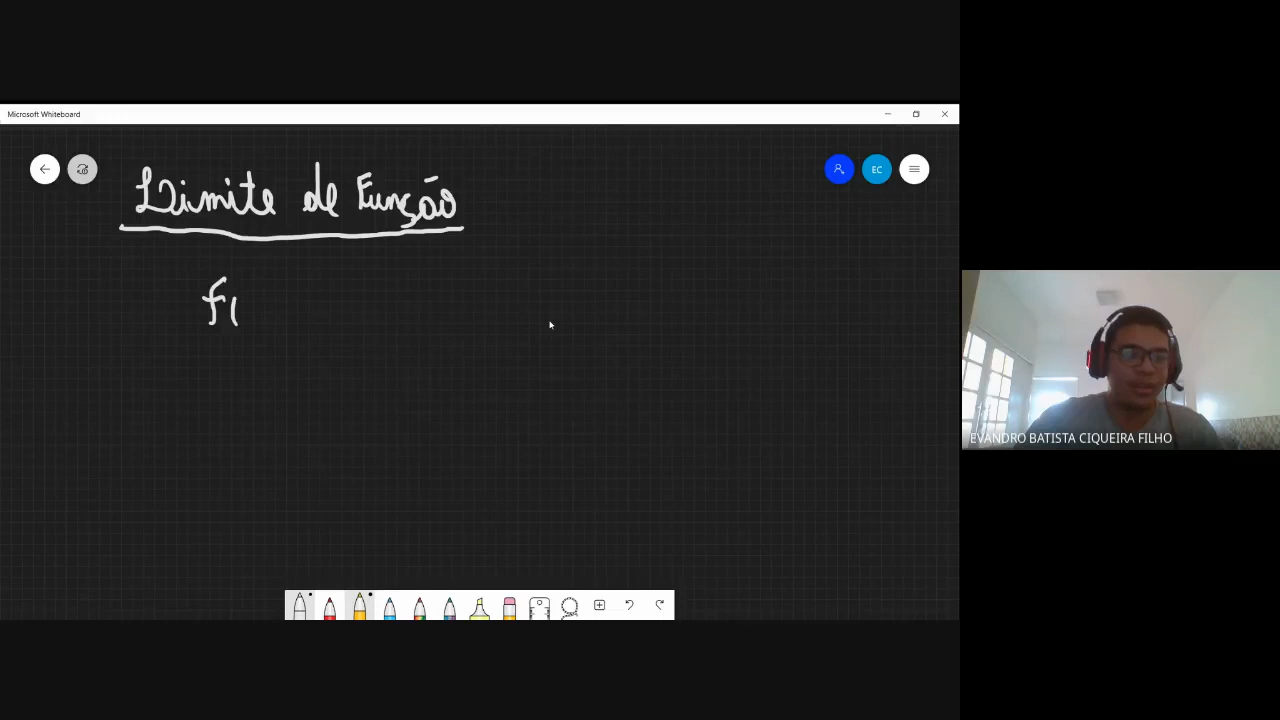 Microsoft Whiteboard
EC
Limite de Função
f(
EVANDRO BATISTA CIQUEIRA FILHO